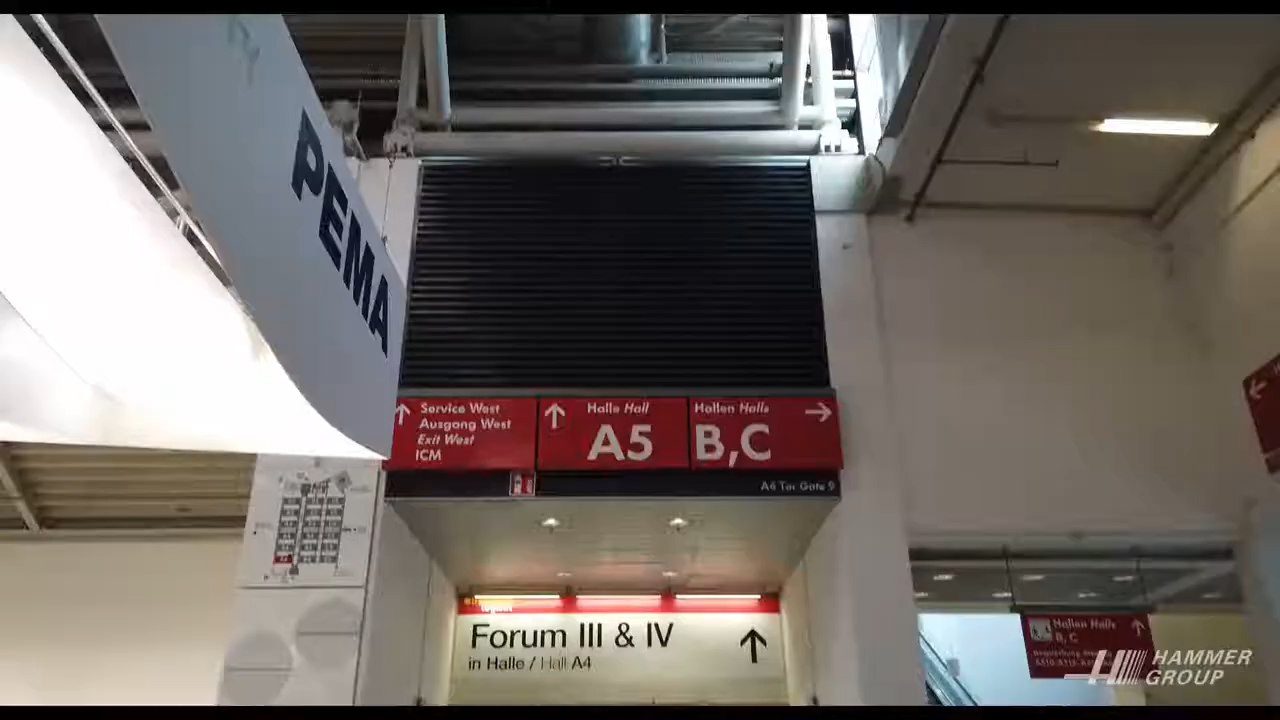 PEMA
Service West
Ausgang West
Exit West
ICM
Halle Hall
A5
Hallen Halls
B,C
A6 Tor Gate 9
Forum III & IV
in Halle / Hall A4
Hallen Halls
B, C
HAMMER
GROUP